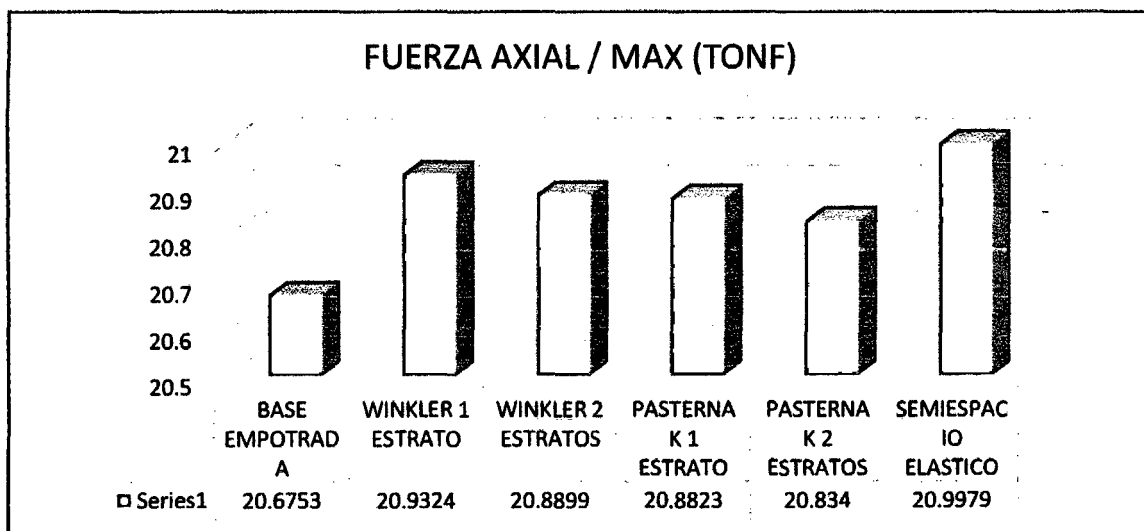 FUERZA AXIAL / MAX (TONF)
21
20.9
20.8
20.7
20.6
20.5
BASE
EMPOTRAD
A
WINKLER 1
ESTRATO
WINKLER 2
ESTRATOS
PASTERNA
K 1
ESTRATO
PASTERNA
K 2
ESTRATOS
SEMIESPAC
IO
ELASTICO
Series1 20.6753 20.9324 20.8899 20.8823 20.834 20.9979